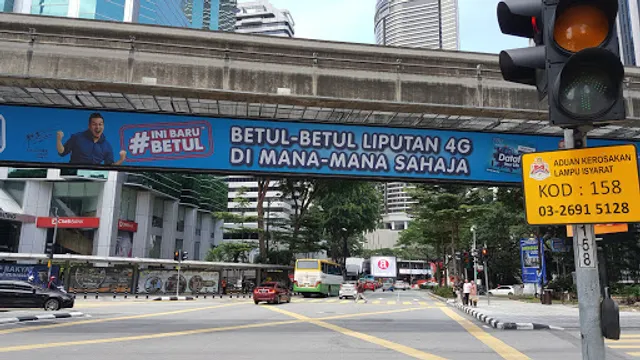 #INI BARU
BETUL
BETUL-BETUL LIPUTAN 4G
DI MANA-MANA SAHAJA
ADUAN KEROSAKAN
LAMPU ISYARAT
KOD : 158
03-2691 5128
158
CIMB BANK